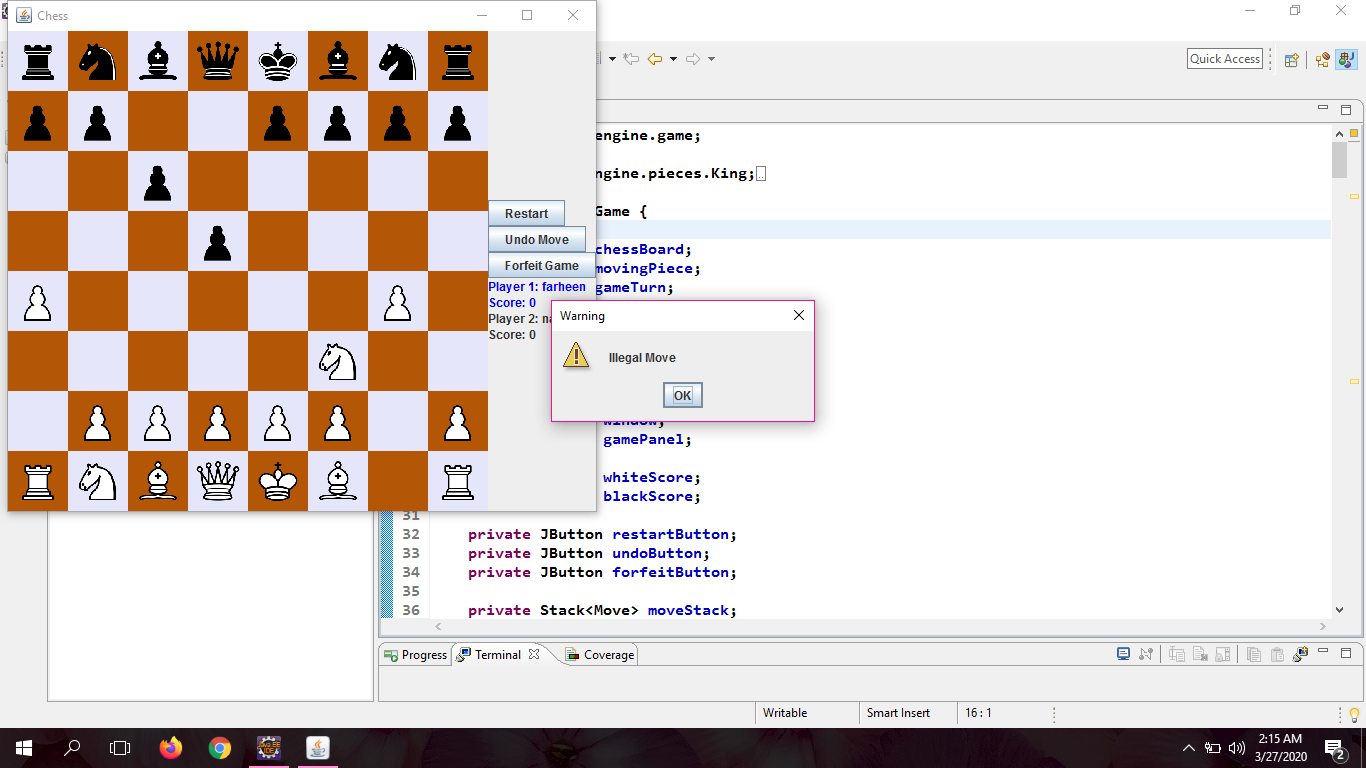 Chess
Restart
Undo Move
Forfeit Game
Player 1: farheen
Score: 0
Player 2:
Score: 0
Warning
Illegal Move
OK
Quick Access
engine.game;
ngine.pieces.King;
Game {
chessBoard;
movingPiece;
gameTurn;
window;
gamePanel;
whiteScore;
blackScore;
31
32 private JButton restartButton;
33 private JButton undoButton;
34 private JButton forfeitButton;
35
36 private Stack<Move> moveStack;
Progress Terminal Coverage
Writable Smart Insert 16 : 1
2:15 AM
3/27/2020
2